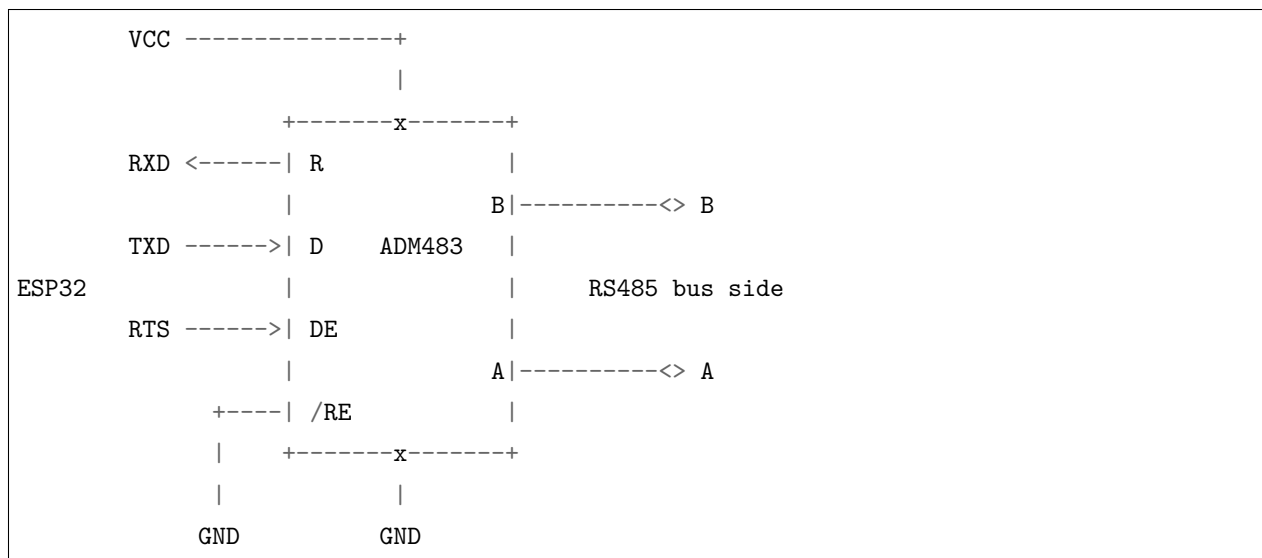 VCC ---------------+
|
+-------x-------+
RXD <------| R |
| B|----------<> B
TXD ------>| D ADM483 |
ESP32 | | RS485 bus side
RTS ------>| DE |
| A|----------<> A
+----| /RE |
| +-------x-------+
| |
GND GND